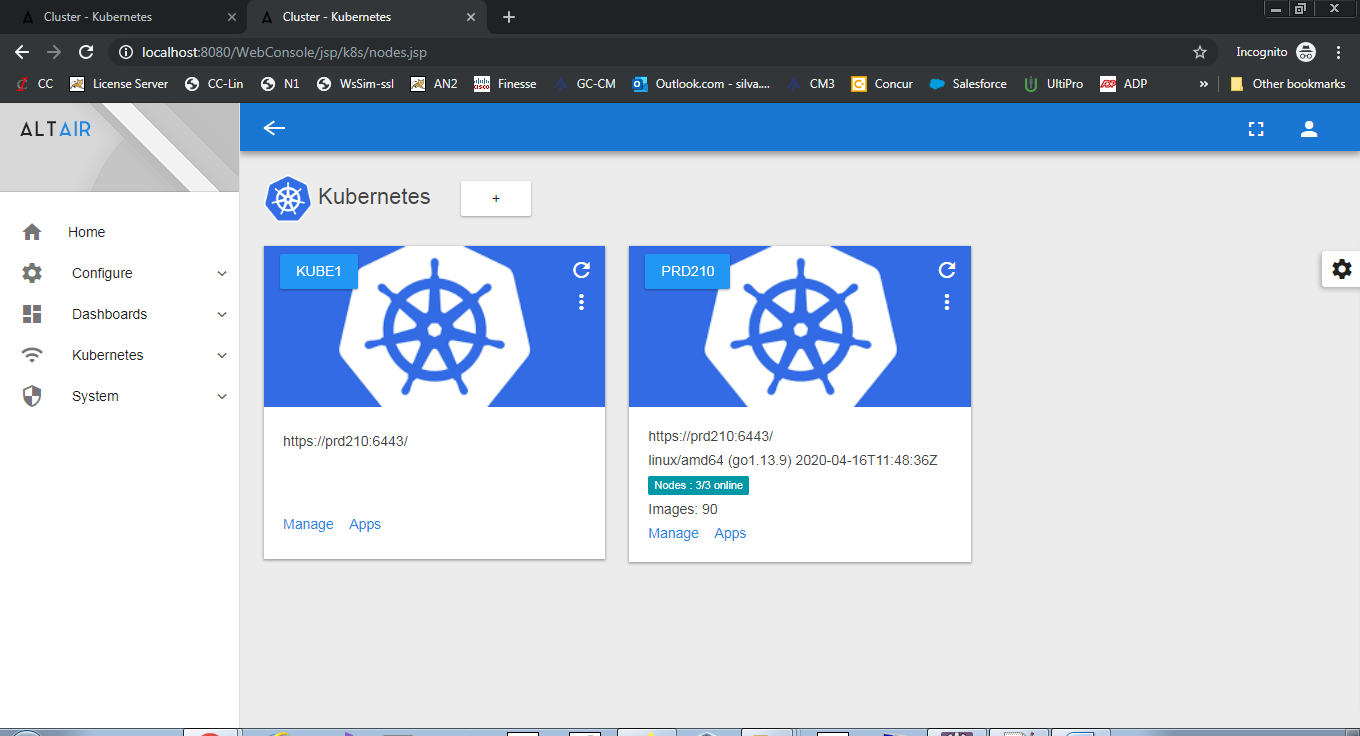 Cluster - Kubernetes
Cluster - Kubernetes
localhost:8080/WebConsole/jsp/k8s/nodes.jsp
Incognito
CC
License Server
CC-Lin
N1
WsSim-ssl
AN2
Finesse
GC-CM
Outlook.com - silva....
CM3
Concur
Salesforce
UltiPro
ADP
»
Other bookmarks
ALTAIR
Kubernetes
+
Home
Configure
Dashboards
Kubernetes
System
KUBE1
https://prd210:6443/
Manage Apps
PRD210
https://prd210:6443/
linux/amd64 (go1.13.9) 2020-04-16T11:48:36Z
Nodes : 3/3 online
Images: 90
Manage Apps